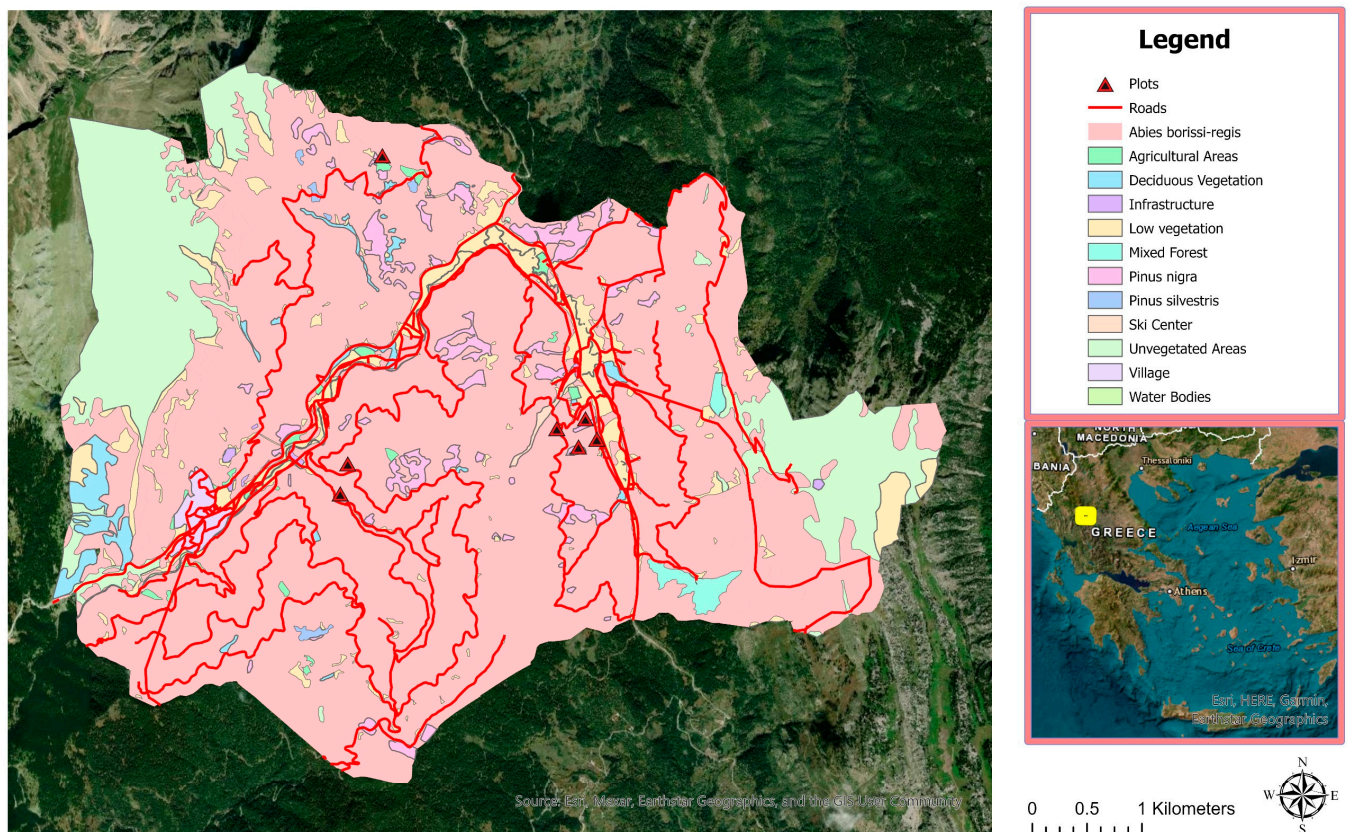 Legend
Plots
Roads
Abies borissi-regis
Agricultural Areas
Deciduous Vegetation
Infrastructure
Low vegetation
Mixed Forest
Pinus nigra
Pinus silvestris
Ski Center
Unvegetated Areas
Village
Water Bodies
NORTH
MACEDONIA
BANIA
Thessaloniki
GREECE
Aegean Sea
Izmir
Athens
Sea of Crete
Esri, HERE, Garmin,
Earthstar Geographics
Source: Esri, Maxar, Earthstar Geographics, and the GIS User Community
0 0.5 1 Kilometers
N
W E
S